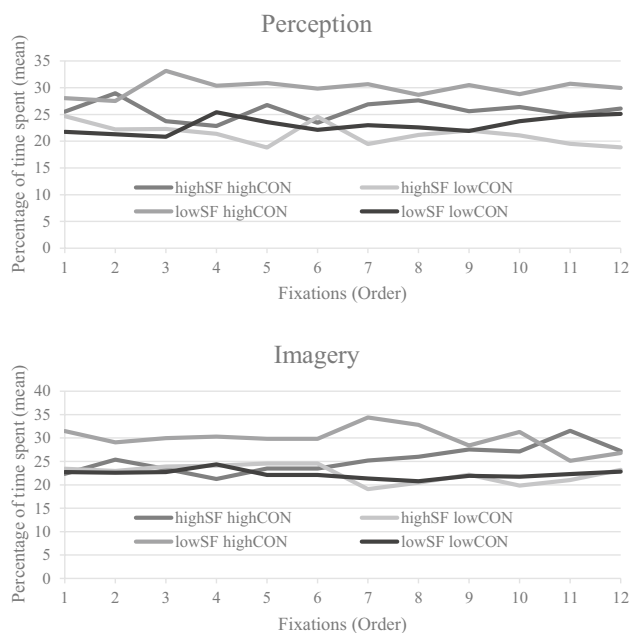 Perception
Percentage of time spent (mean)
35
30
25
20
15
10
5
0
highSF highCON highSF lowCON
lowSF highCON lowSF lowCON
1 2 3 4 5 6 7 8 9 10 11 12
Fixations (Order)
Imagery
Percentage of time spent (mean)
40
35
30
25
20
15
10
5
0
highSF highCON highSF lowCON
lowSF highCON lowSF lowCON
1 2 3 4 5 6 7 8 9 10 11 12
Fixations (Order)